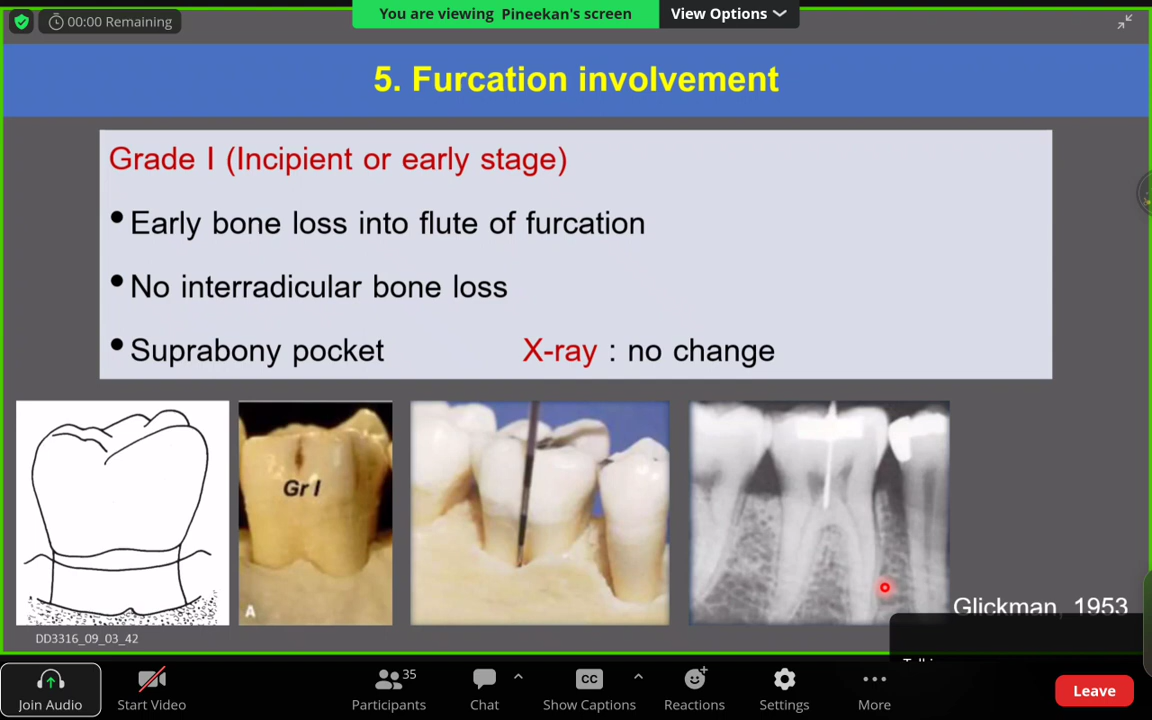 00:00 Remaining
You are viewing Pineekan's screen
View Options
5. Furcation involvement
Grade I (Incipient or early stage)
• Early bone loss into flute of furcation
• No interradicular bone loss
• Suprabony pocket X-ray : no change
Gr I
A
Glickman, 1953
DD3316_09_03_42
Join Audio
Start Video
Participants
35
Chat
CC
Show Captions
Reactions
Settings
More
Leave